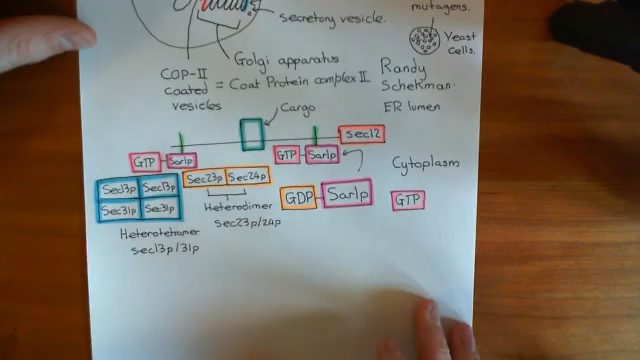 mutagens.
secretory vesicle.
Yeast
Cells.
Golgi apparatus
COP-II
coated = Coat Protein complex II
vesicles
Randy
Schekman
ER lumen
Cargo
Sec12
GTP Sar1p
GTP Sar1p
Cytoplasm
Sec13p Sec13p
Sec31p Sec31p
Sec23p Sec24p
GDP Sar1p
GTP
Heterodimer
sec23p/24p
Heterotetramer
sec13p/31p